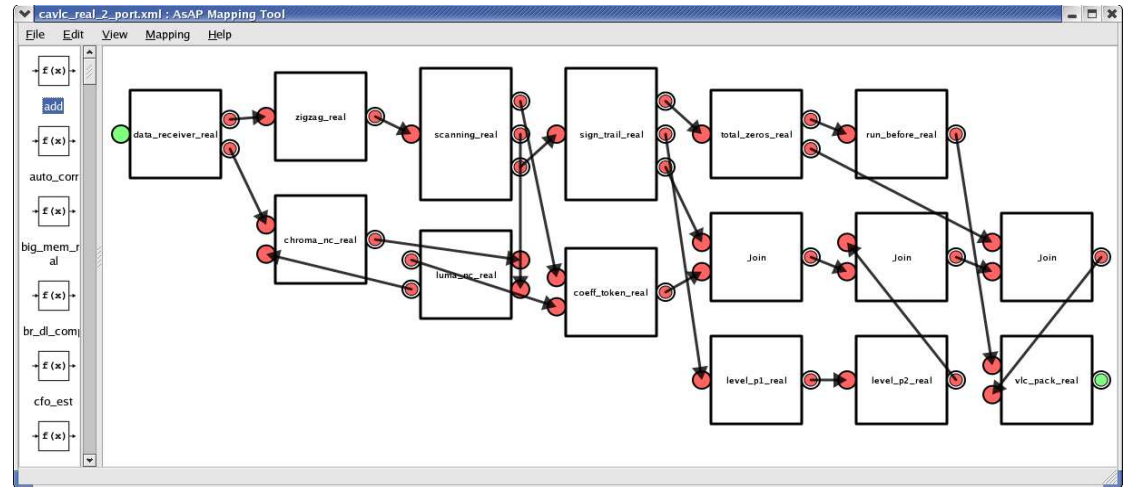 cavlc_real_2_port.xml : AsAP Mapping Tool
File Edit View Mapping Help
f(x)
add
f(x)
auto_corr
f(x)
big_mem_r
al
f(x)
br_dl_comp
f(x)
cfo_est
f(x)
data_receiver_real
zigzag_real
scanning_real
sign_trail_real
total_zeros_real
run_before_real
chroma_nc_real
luma_nc_real
coeff_token_real
Join
Join
Join
level_p1_real
level_p2_real
vlc_pack_real